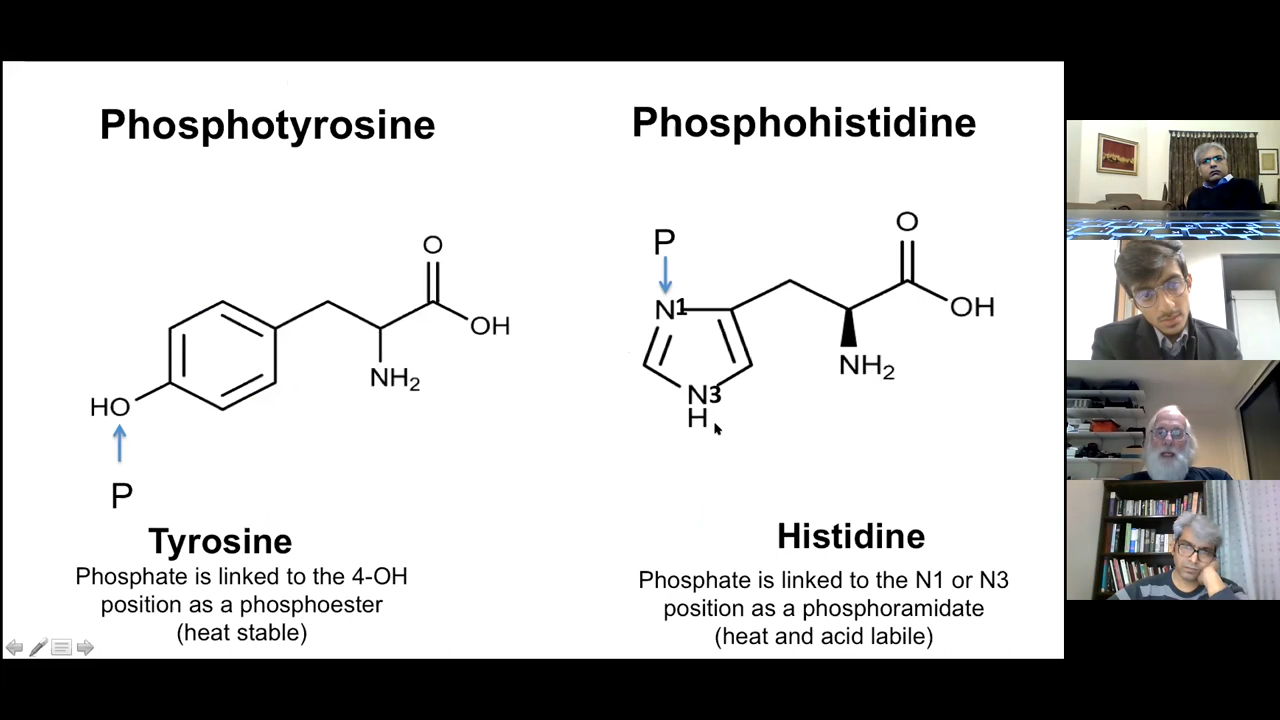 Phosphotyrosine
O
OH
NH2
HO
P
Tyrosine
Phosphate is linked to the 4-OH
position as a phosphoester
(heat stable)
Phosphohistidine
P
O
N1
OH
NH2
N3
H
Histidine
Phosphate is linked to the N1 or N3
position as a phosphoramidate
(heat and acid labile)